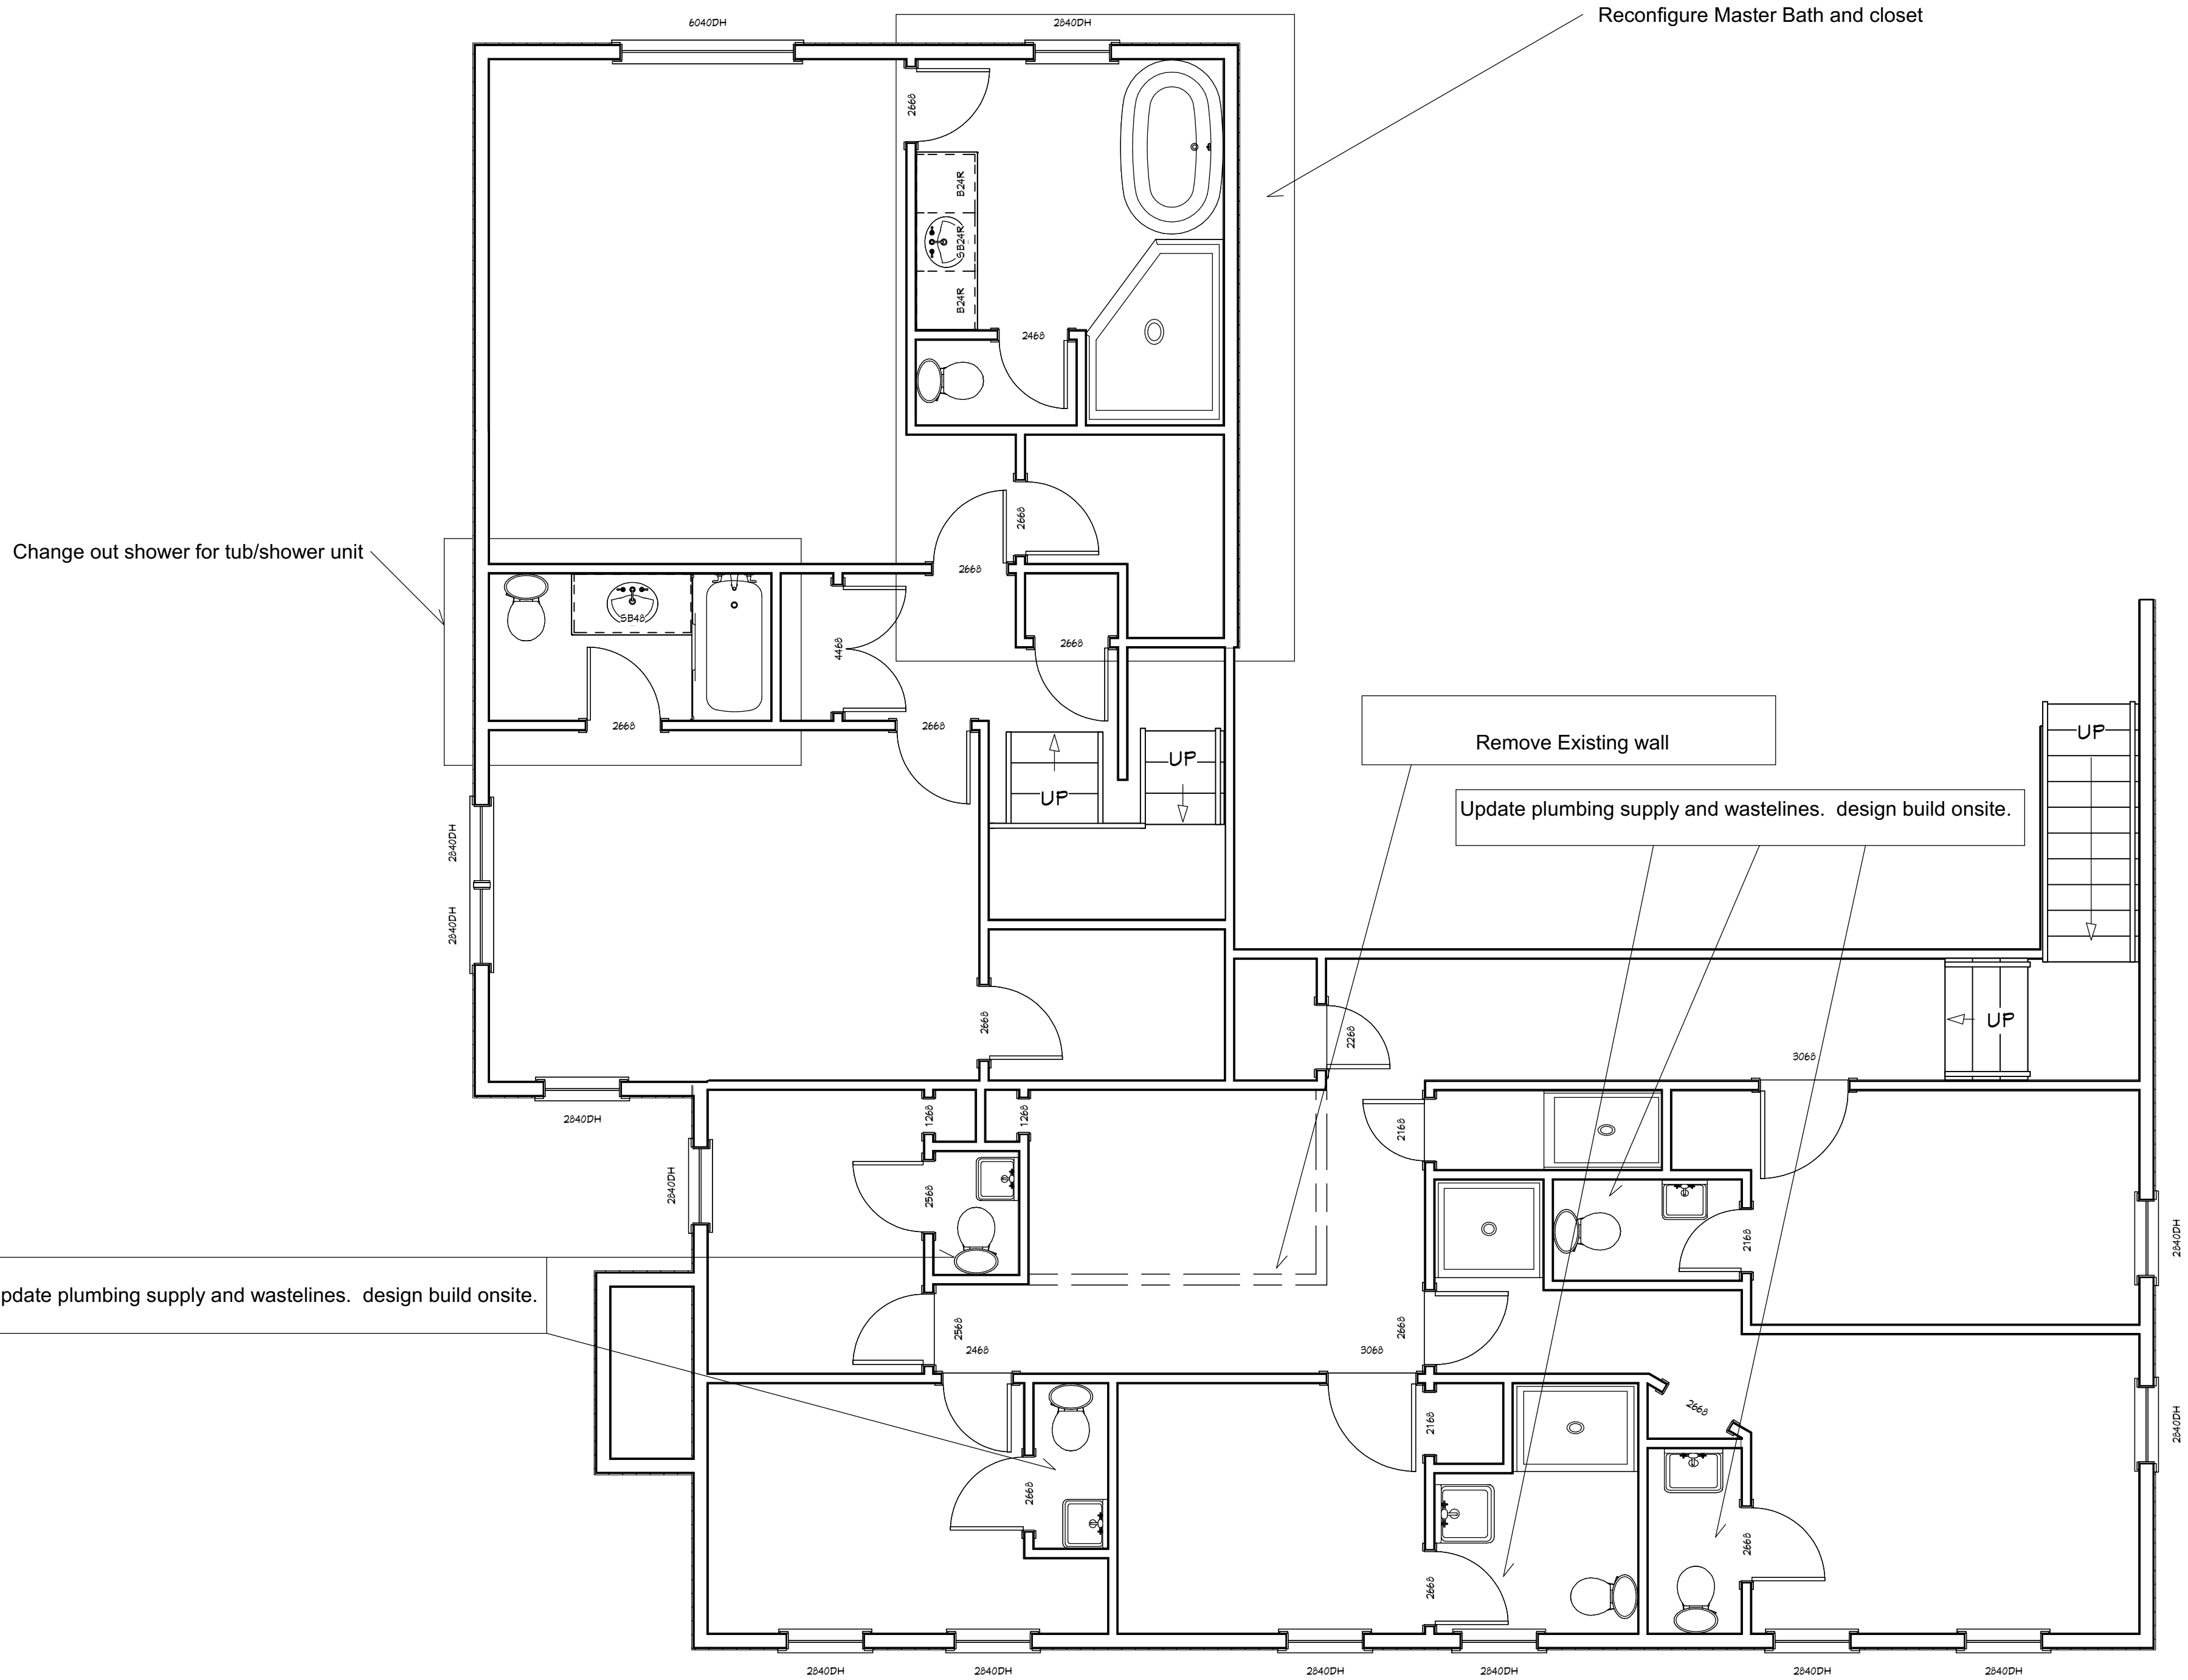 6040DH
2840DH
Reconfigure Master Bath and closet
2668
B24R
SB24R
B24R
2468
2668
Change out shower for tub/shower unit
2668
SB48
4468
2668
2668
2668
Remove Existing wall
UP
UP
UP
Update plumbing supply and wastelines.  design build onsite.
2840DH
2840DH
2668
2268
UP
3068
2840DH
1268
1268
2168
2840DH
2568
2168
2840DH
pdate plumbing supply and wastelines.  design build onsite.
2568
2468
3068
2668
2668
2168
2840DH
2668
2668
2668
2840DH
2840DH
2840DH
2840DH
2840DH
2840DH